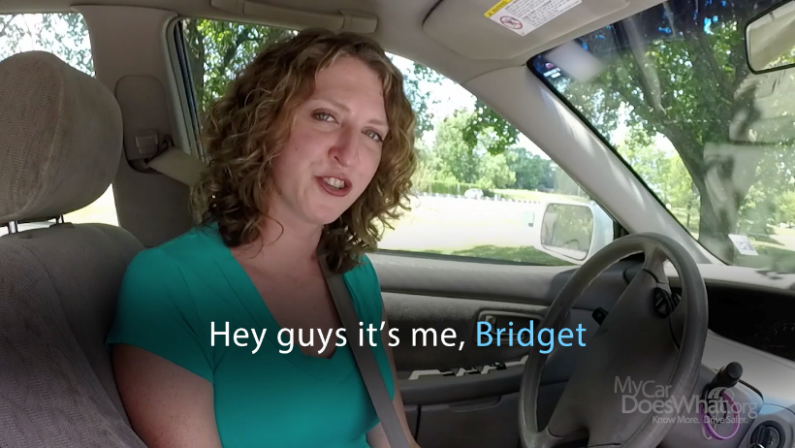 Hey guys it's me, Bridget
MyCar
DoesWhat.org
Know More. Drive Safer.